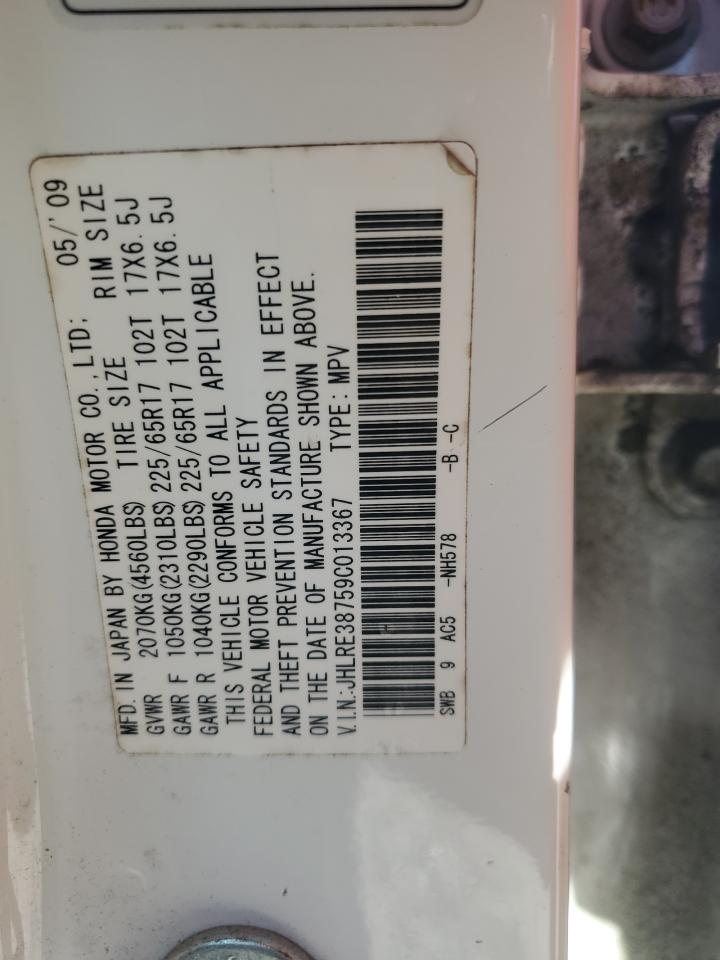 MFD. IN JAPAN BY HONDA MOTOR CO., LTD; 05/'09
GVWR 2070KG(4560LBS) TIRE SIZE RIM SIZE
GAWR F 1050KG(2310LBS) 225/65R17 102T 17X6.5J
GAWR R 1040KG(2290LBS) 225/65R17 102T 17X6.5J
THIS VEHICLE CONFORMS TO ALL APPLICABLE
FEDERAL MOTOR VEHICLE SAFETY
AND THEFT PREVENTION STANDARDS IN EFFECT
ON THE DATE OF MANUFACTURE SHOWN ABOVE.
V.I.N.:JHLRE38759C013367 TYPE:MPV
SWB 9 AC5 -NH578 -B -C